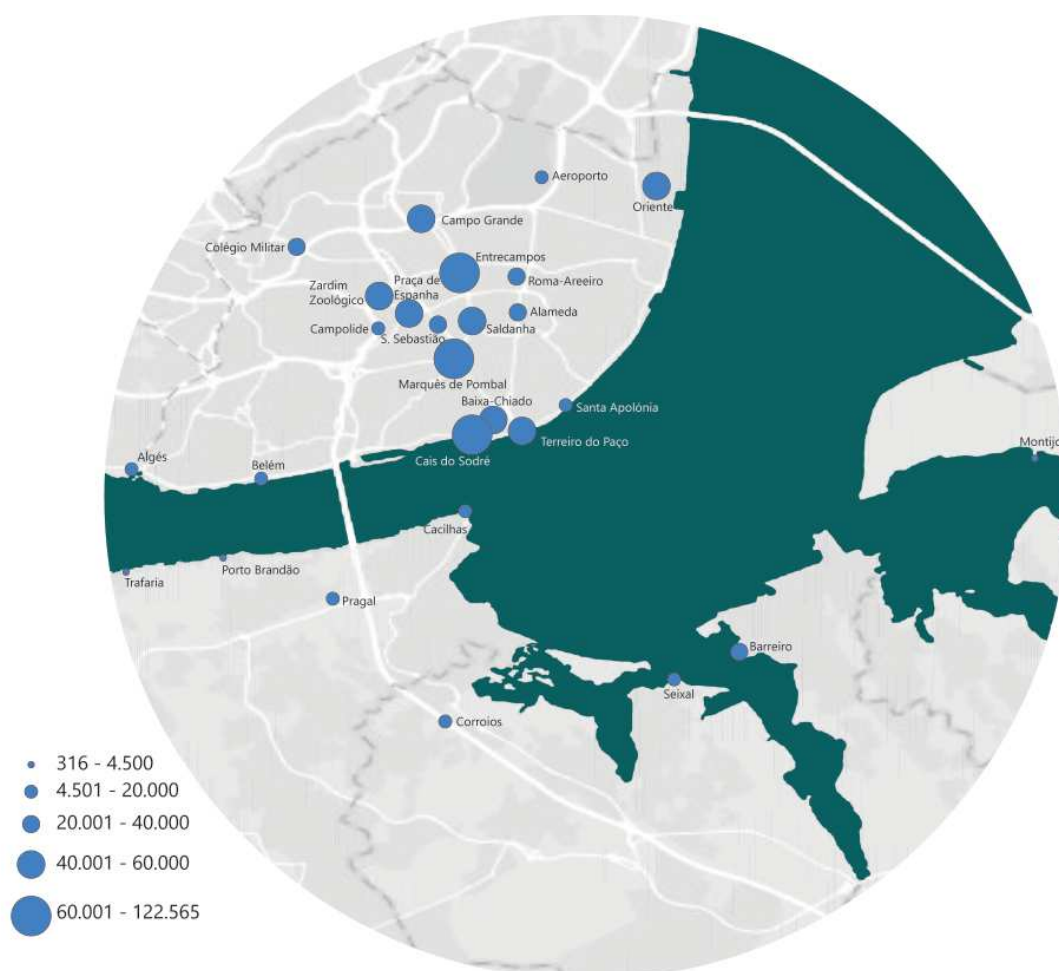 Aeroporto
Oriente
Campo Grande
Colégio Militar
Entrecampos
Zardim
Zoológico
Praça de
Espanha
Roma-Areeiro
Campolide
S. Sebastião
Saldanha
Alameda
Marquès de Pombal
Baixa-Chiado
Santa Apolónia
Cais do Sodré
Terreiro do Paço
Algés
Belém
Montijo
Cacilhas
Trafaria
Porto Brandão
Pragal
Barreiro
Seixal
Corroios
316 - 4.500
4.501 - 20.000
20.001 - 40.000
40.001 - 60.000
60.001 - 122.565